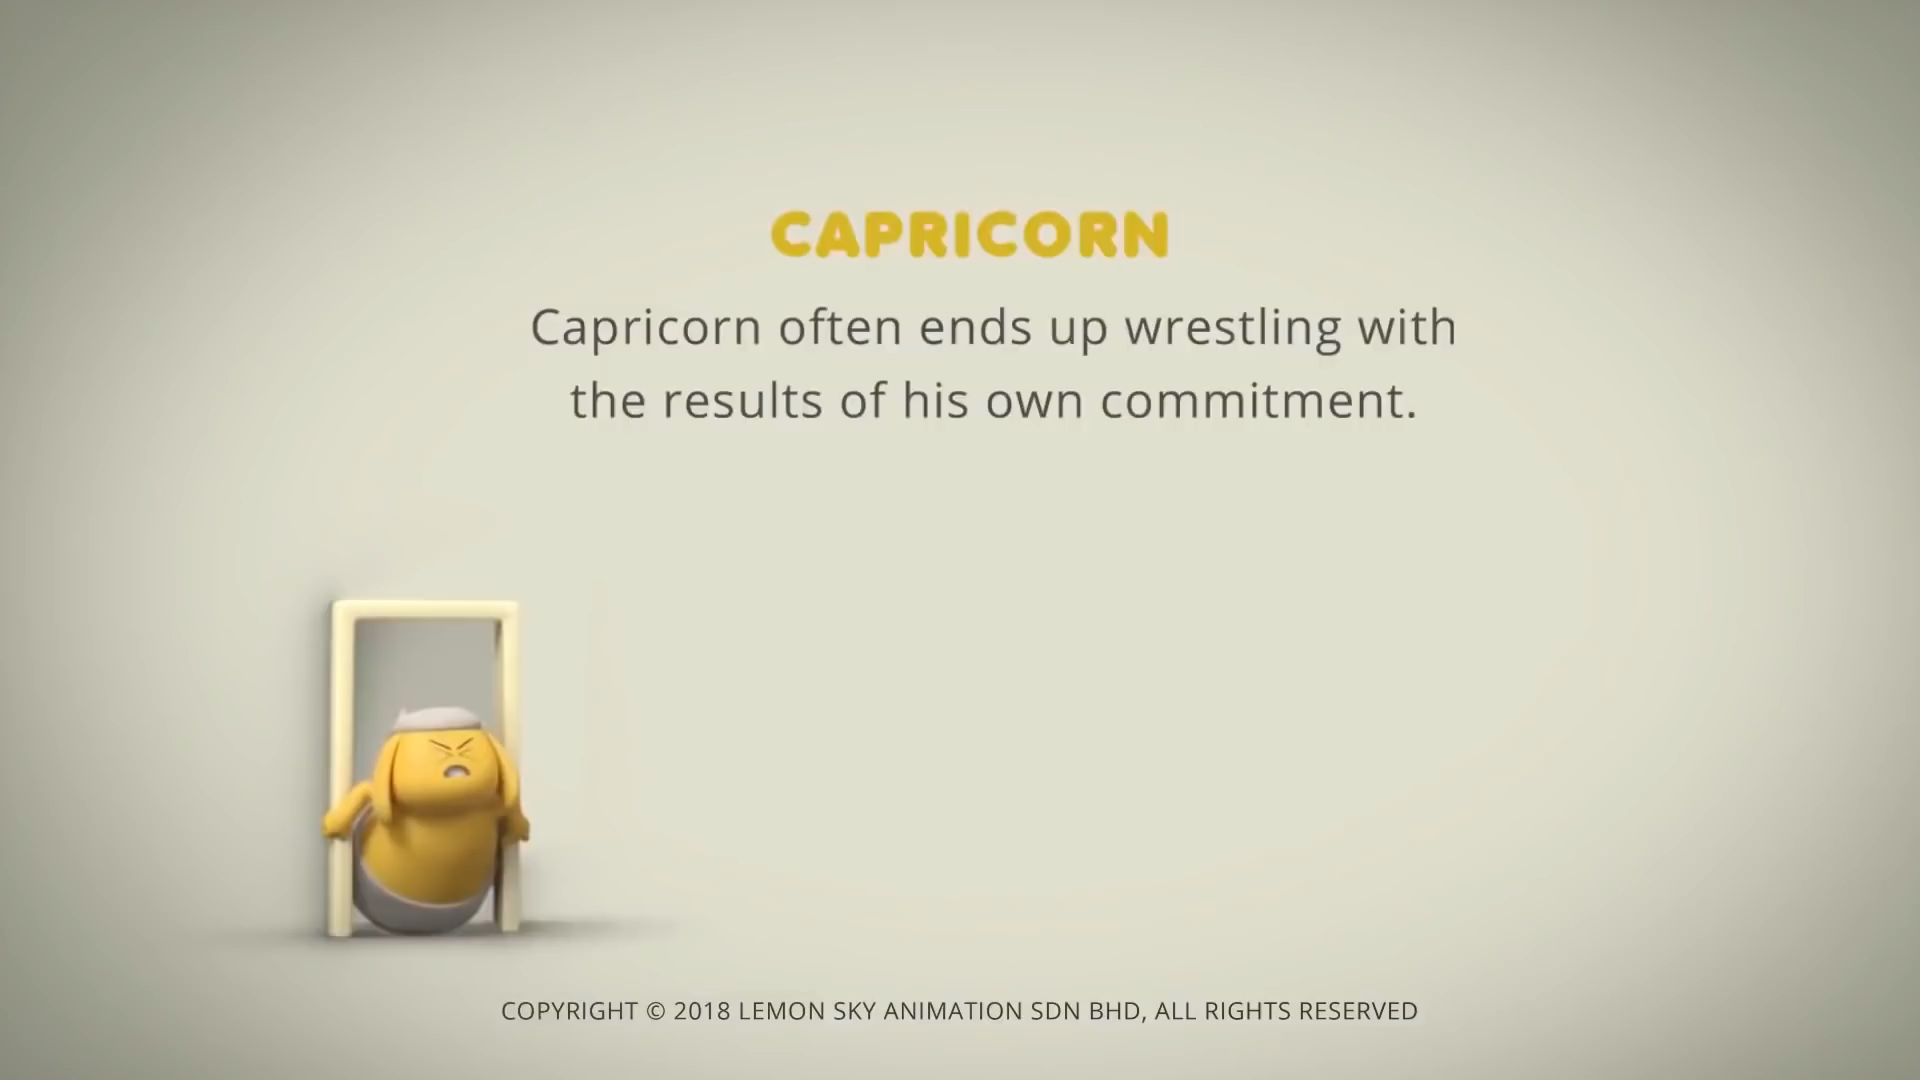 CAPRICORN
Capricorn often ends up wrestling with
the results of his own commitment.
COPYRIGHT © 2018 LEMON SKY ANIMATION SDN BHD, ALL RIGHTS RESERVED